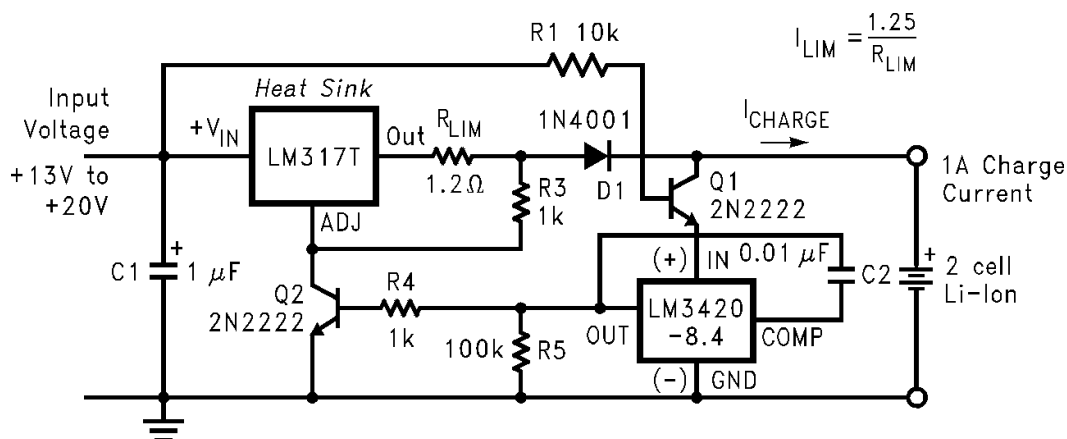 R1 10k
I_LIM = 1.25 / R_LIM
Input
Voltage
+13V to
+20V
Heat Sink
+V_IN
LM317T
Out
ADJ
R_LIM
1.2Ω
R3
1k
1N4001
D1
I_CHARGE
Q1
2N2222
1A Charge
Current
C1
+
1 μF
Q2
2N2222
R4
1k
100k
R5
(+) IN
0.01 μF
C2
OUT
LM3420
-8.4
COMP
(-) GND
+
2 cell
Li-Ion